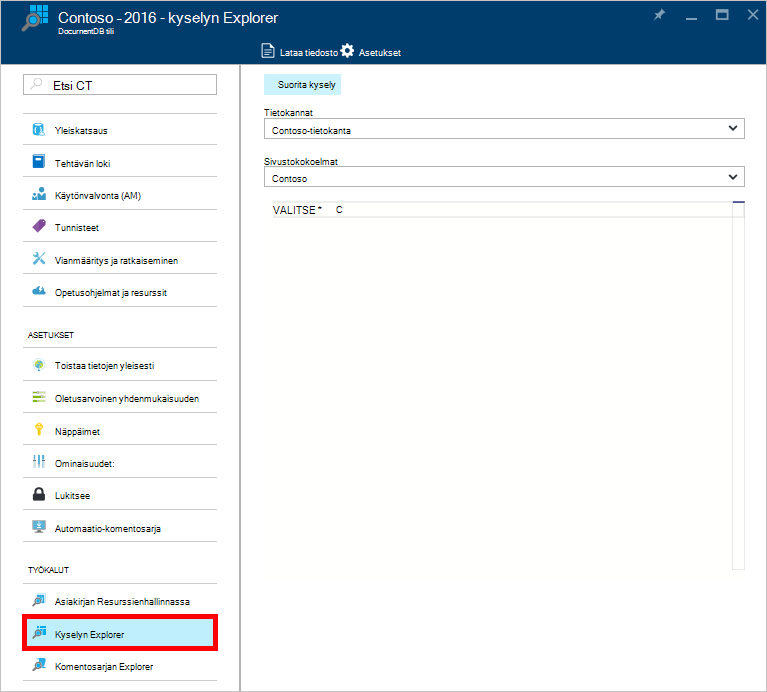 Contoso - 2016 - kyselyn Explorer
DocumentDB tili
Lataa tiedosto
Asetukset
Etsi CT
Yleiskatsaus
Tehtävän loki
Käytönvalvonta (AM)
Tunnisteet
Vianmääritys ja ratkaiseminen
Opetusohjelmat ja resurssit
ASETUKSET
Toistaa tietojen yleisesti
Oletusarvoinen yhdenmukaisuuden
Näppäimet
Ominaisuudet:
Lukitsee
Automaatio-komentosarja
TYÖKALUT
Asiakirjan Resurssienhallinnassa
Kyselyn Explorer
Komentosarjan Explorer
Suorita kysely
Tietokannat
Contoso-tietokanta
Sivustokokoelmat
Contoso
VALITSE * C